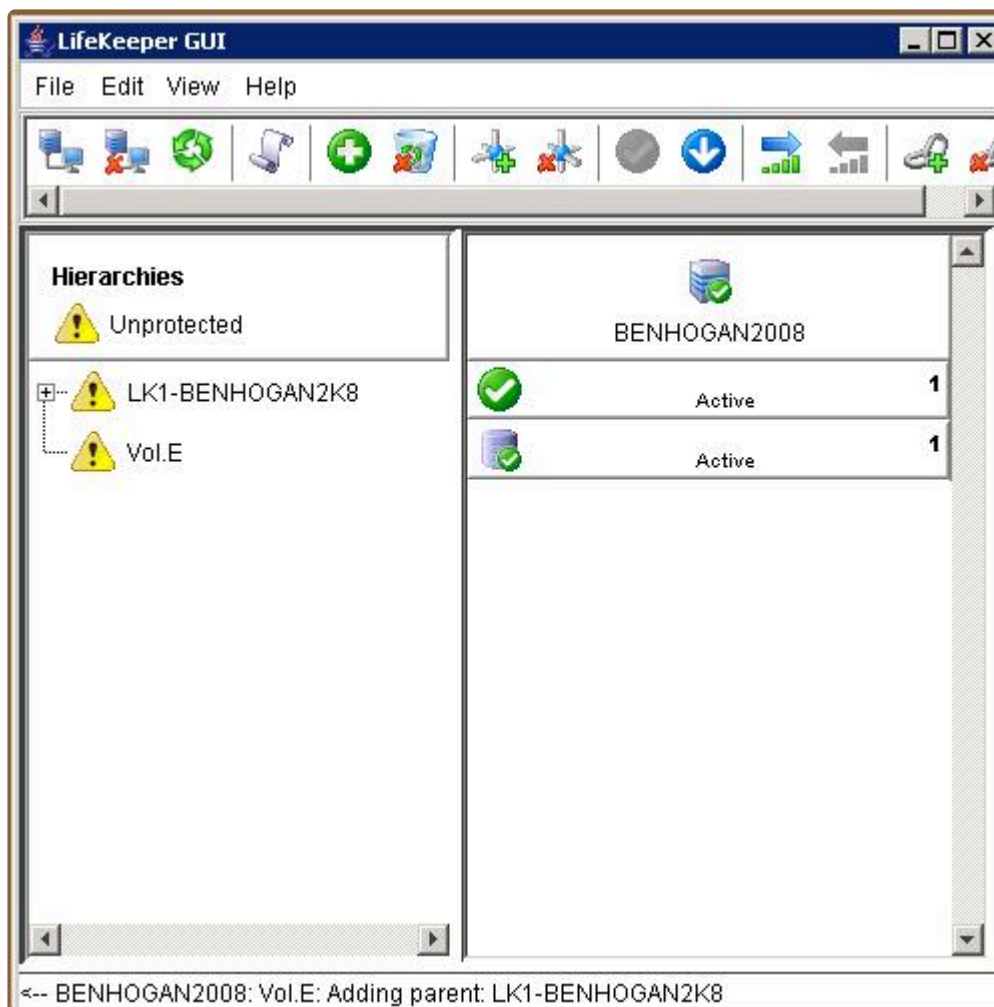 LifeKeeper GUI
File Edit View Help
Hierarchies
Unprotected
BENHOGAN2008
LK1-BENHOGAN2K8
Active 1
Vol.E
Active 1
<-- BENHOGAN2008: Vol.E: Adding parent: LK1-BENHOGAN2K8